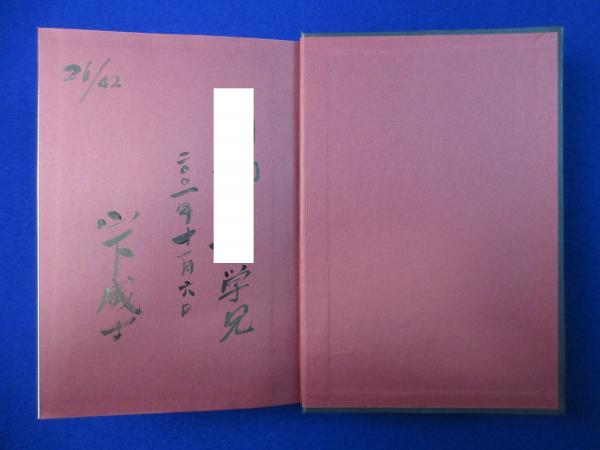 26/42
学兄
二〇〇一年十一月六日
山下威士